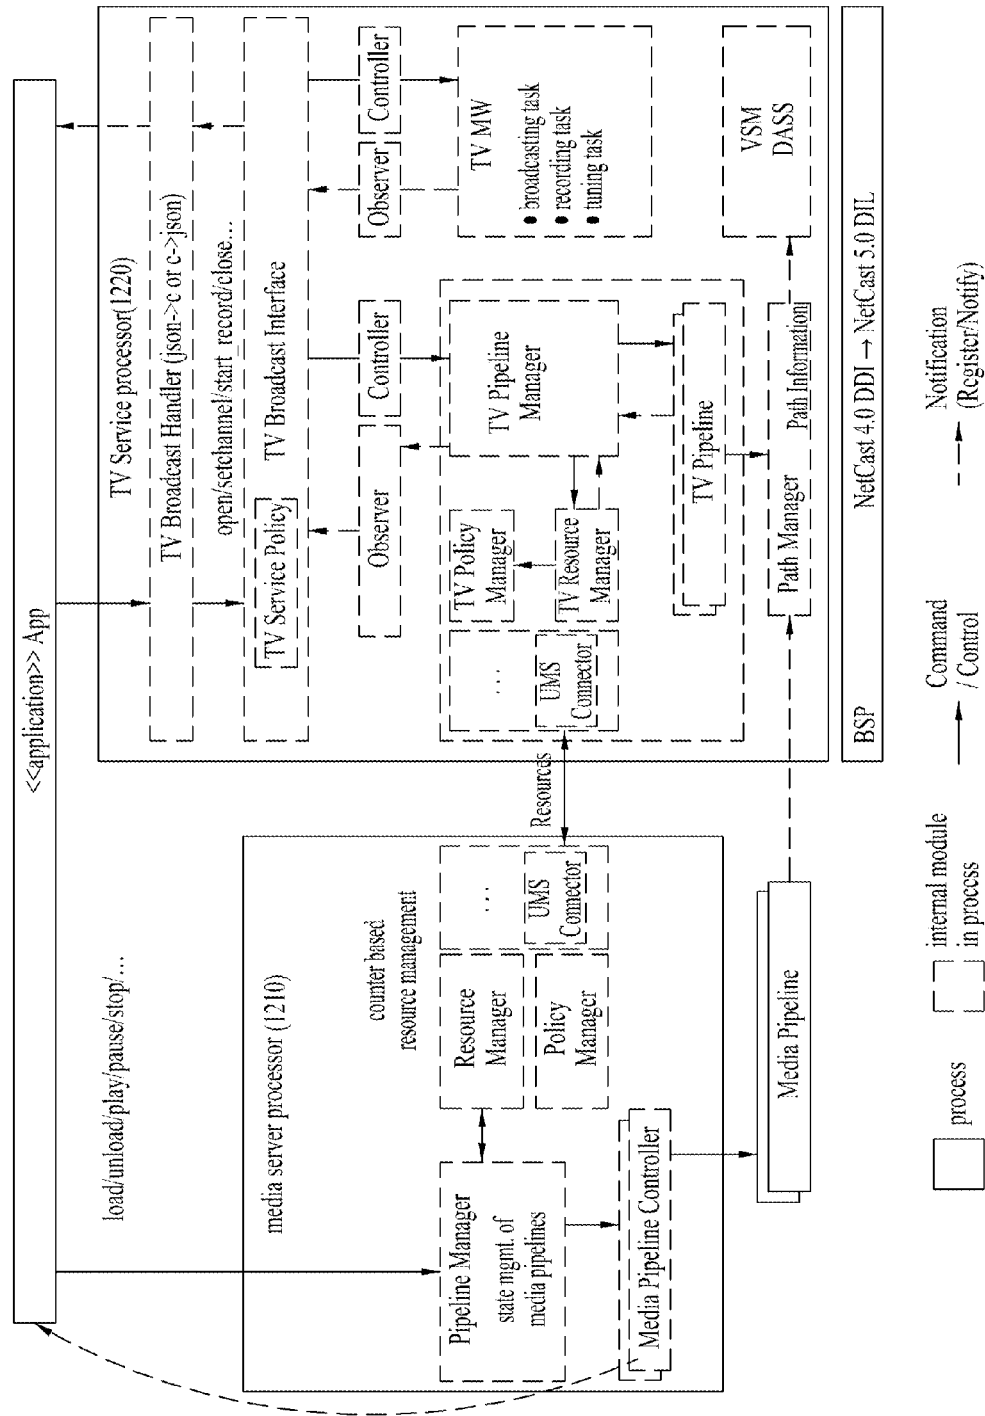 <<application>> App
load/unload/play/pause/stop/...
media server processor (1210)
counter based
resource management
Pipeline Manager
state mgmt. of
media pipelines
Resource
Manager
Policy
Manager
...
UMS
Connector
Media Pipeline Controller
Media Pipeline
Resources
TV Service processor(1220)
TV Broadcast Handler (json->c or c->json)
open/setchannel/start_record/close...
TV Broadcast Interface
TV Service Policy
Observer
Controller
Observer
Controller
...
UMS
Connector
TV Policy
Manager
TV Resource
Manager
TV Pipeline
Manager
TV Pipeline
TV MW
● broadcasting task
● recording task
● tuning task
Path Manager
Path Information
VSM
DASS
BSP
NetCast 4.0 DDI → NetCast 5.0 DIL
process
internal module
in process
Command
/ Control
Notification
(Register/Notify)